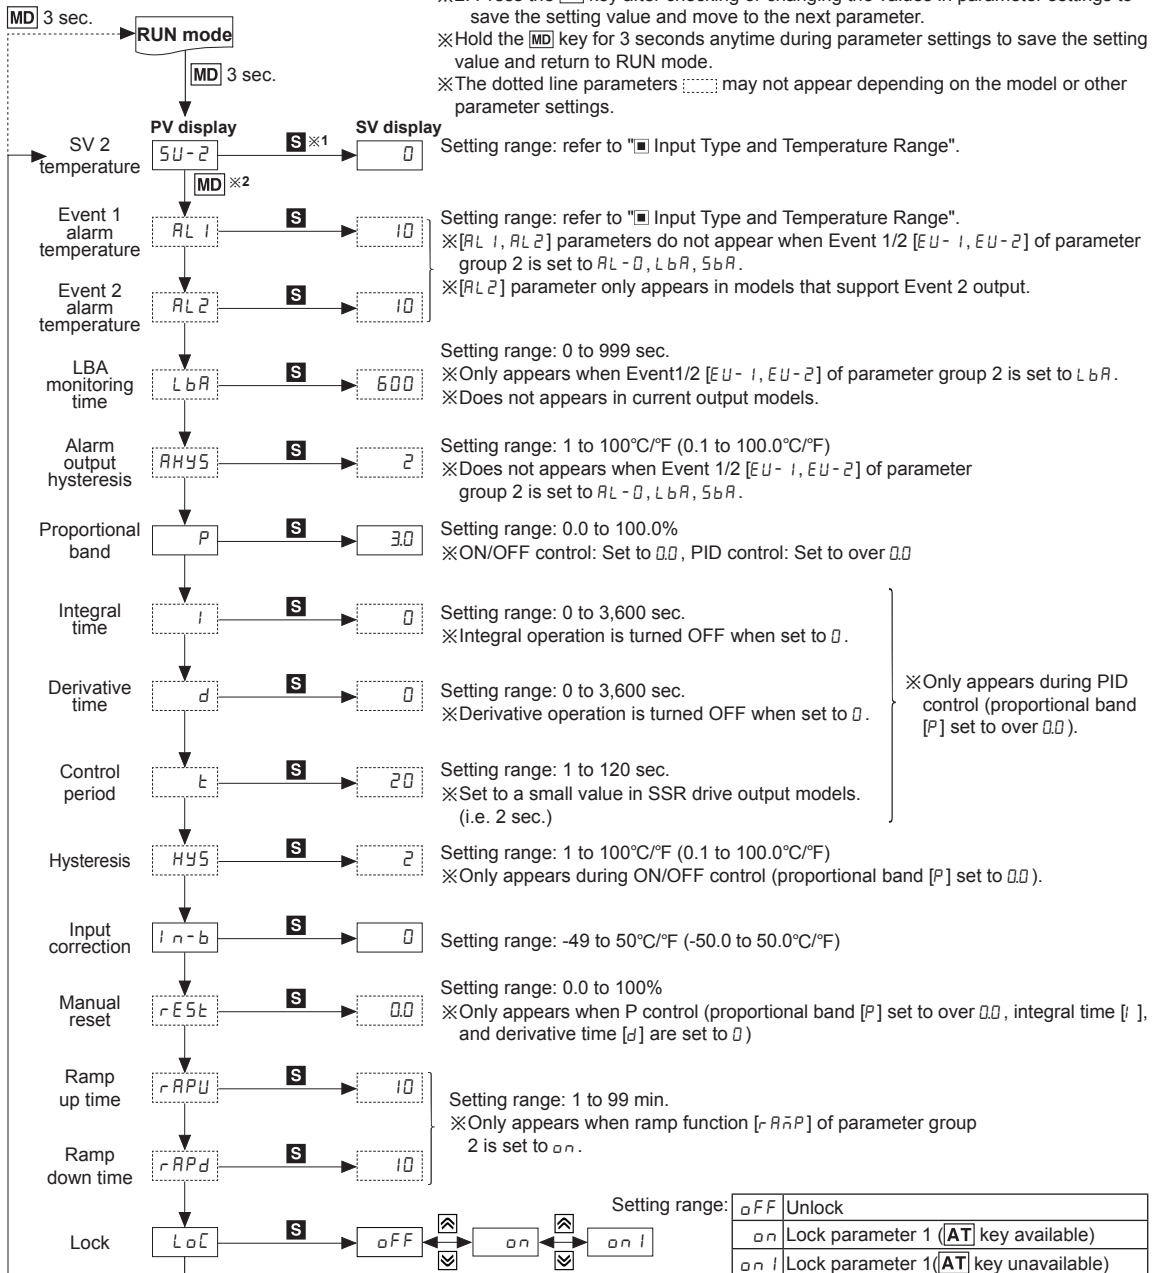 ※2: Press the MD key after checking or changing the values in parameter settings to
save the setting value and move to the next parameter.
※Hold the MD key for 3 seconds anytime during parameter settings to save the setting
value and return to RUN mode.
※The dotted line parameters may not appear depending on the model or other
parameter settings.
MD 3 sec.
RUN mode
MD 3 sec.
PV display
SV display
SV 2
temperature
SU-2
S ※1
0
Setting range: refer to "▣ Input Type and Temperature Range".
MD ※2
Event 1
alarm
temperature
AL1
S
10
Setting range: refer to "▣ Input Type and Temperature Range".
※[AL1, AL2] parameters do not appear when Event 1/2 [EU-1, EU-2] of parameter
group 2 is set to AL-0, LbA, SbA.
※[AL2] parameter only appears in models that support Event 2 output.
Event 2
alarm
temperature
AL2
S
10
LBA
monitoring
time
LbA
S
600
Setting range: 0 to 999 sec.
※Only appears when Event1/2 [EU-1, EU-2] of parameter group 2 is set to LbA.
※Does not appears in current output models.
Alarm
output
hysteresis
AHYS
S
2
Setting range: 1 to 100°C/°F (0.1 to 100.0°C/°F)
※Does not appears when Event 1/2 [EU-1, EU-2] of parameter
group 2 is set to AL-0, LbA, SbA.
Proportional
band
P
S
3.0
Setting range: 0.0 to 100.0%
※ON/OFF control: Set to 0.0, PID control: Set to over 0.0
Integral
time
I
S
0
Setting range: 0 to 3,600 sec.
※Integral operation is turned OFF when set to 0.
Derivative
time
d
S
0
Setting range: 0 to 3,600 sec.
※Derivative operation is turned OFF when set to 0.
※Only appears during PID
control (proportional band
[P] set to over 0.0).
Control
period
t
S
20
Setting range: 1 to 120 sec.
※Set to a small value in SSR drive output models.
(i.e. 2 sec.)
Hysteresis
HYS
S
2
Setting range: 1 to 100°C/°F (0.1 to 100.0°C/°F)
※Only appears during ON/OFF control (proportional band [P] set to 0.0).
Input
correction
In-b
S
0
Setting range: -49 to 50°C/°F (-50.0 to 50.0°C/°F)
Manual
reset
rESt
S
0.0
Setting range: 0.0 to 100%
※Only appears when P control (proportional band [P] set to over 0.0, integral time [I],
and derivative time [d] are set to 0)
Ramp
up time
rAPU
S
10
Setting range: 1 to 99 min.
※Only appears when ramp function [rAmP] of parameter group
2 is set to on.
Ramp
down time
rAPd
S
10
Lock
LoC
S
oFF
on
on1
Setting range:
oFF Unlock
on Lock parameter 1 (AT key available)
on1 Lock parameter 1(AT key unavailable)